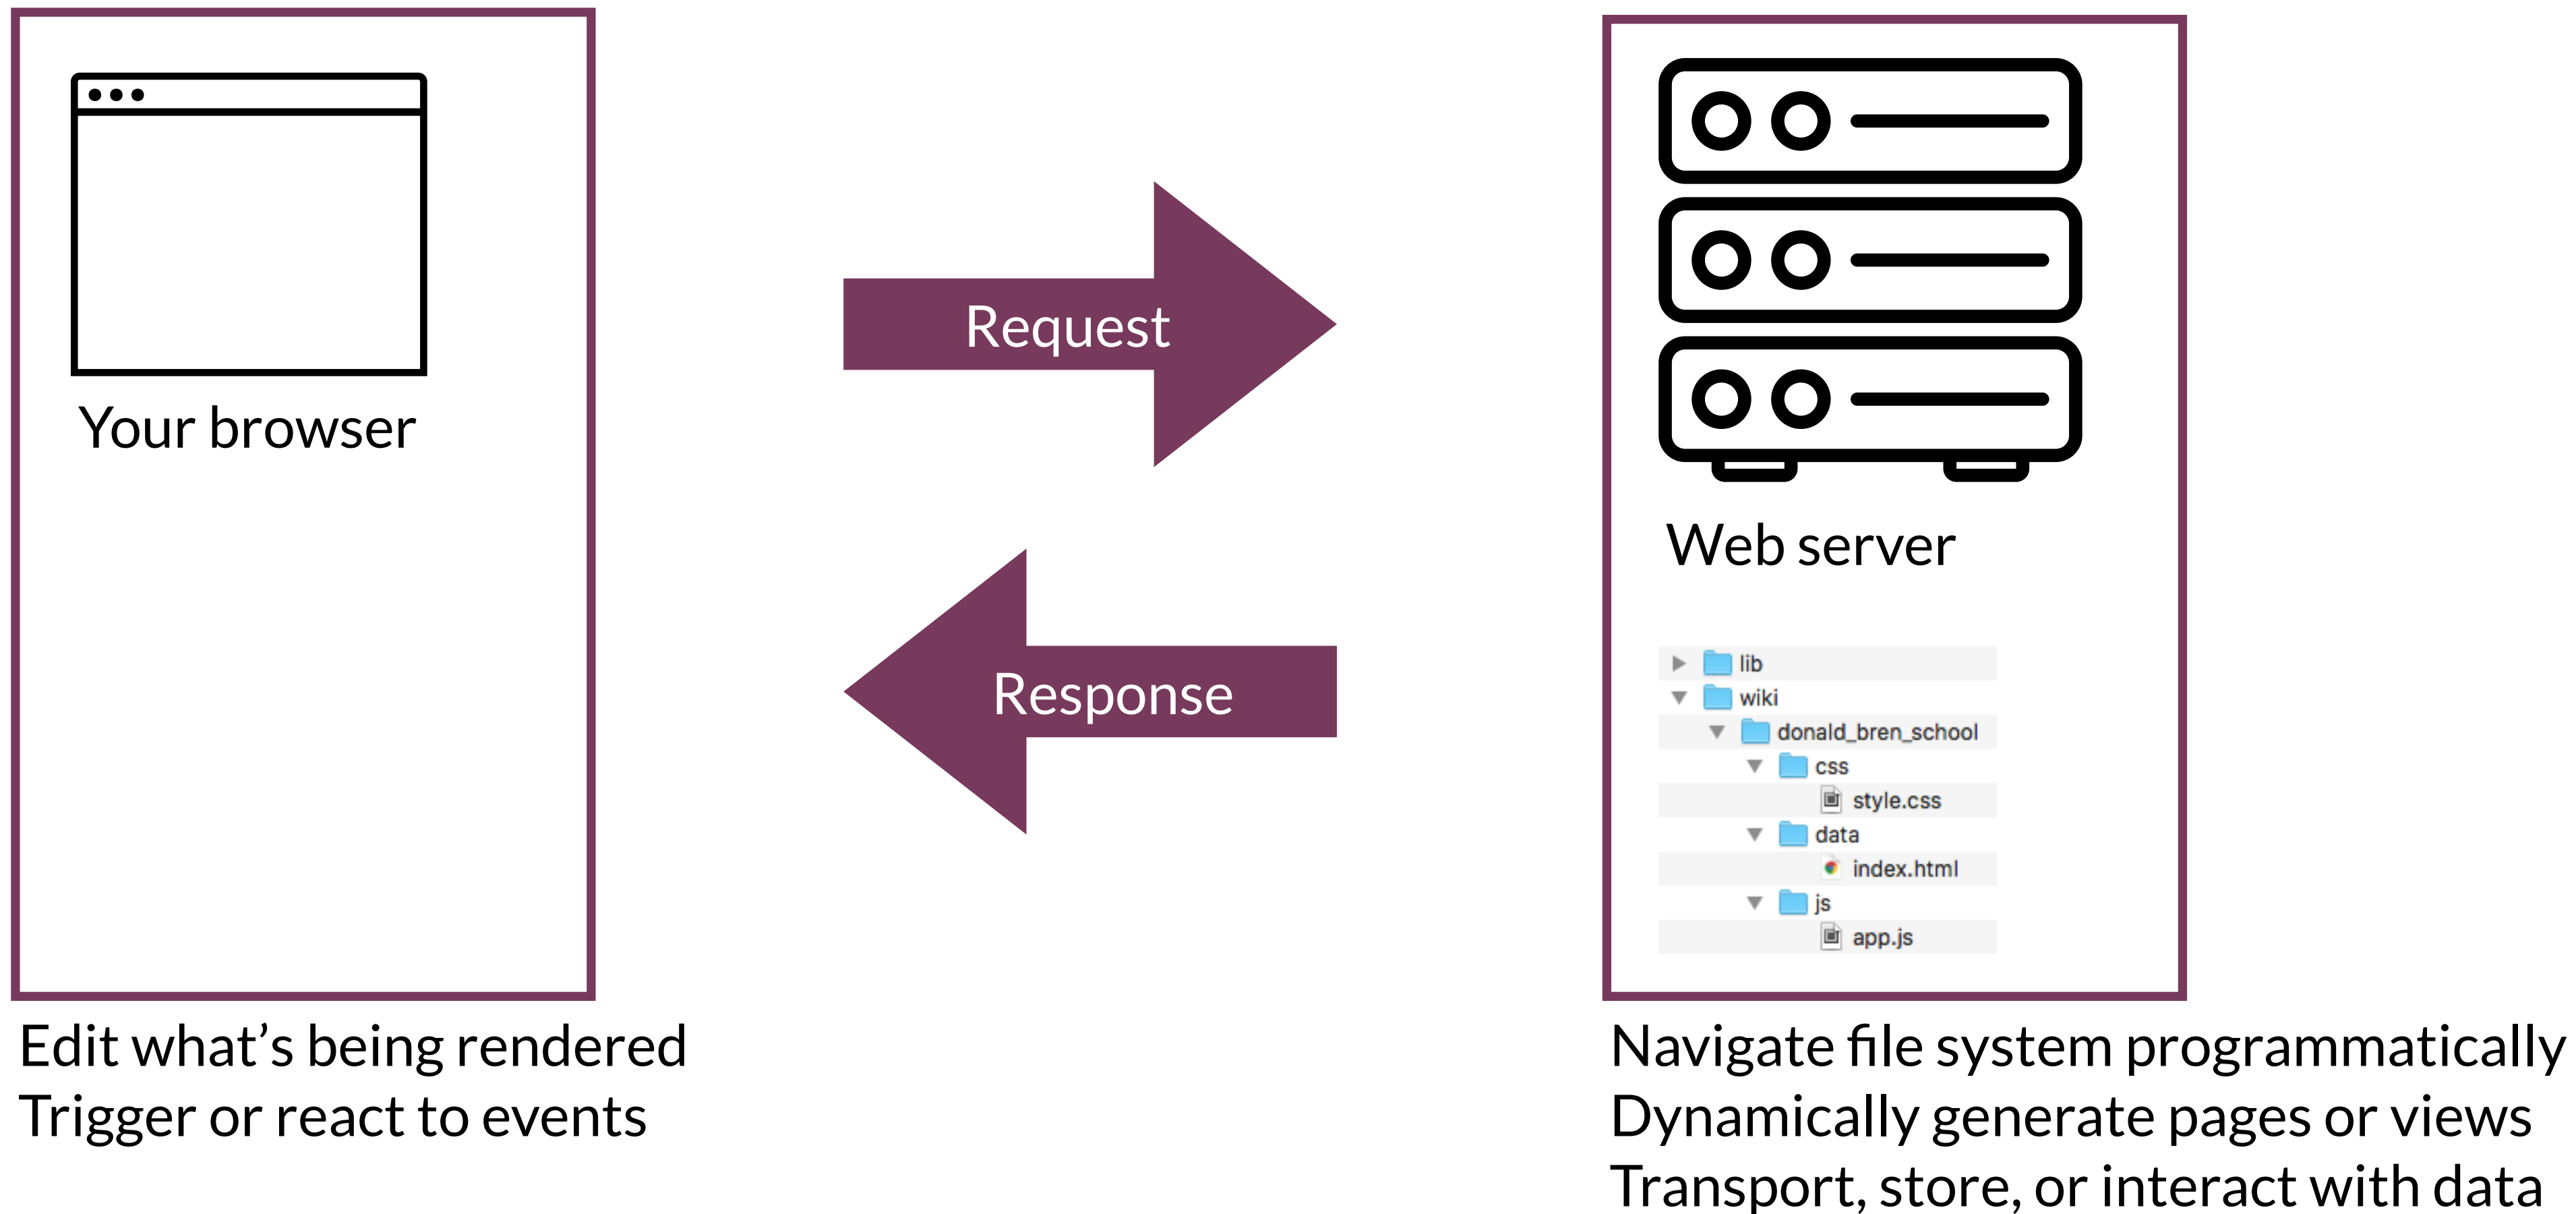 Your browser
Request
Response
Web server
lib
wiki
donald_bren_school
css
style.css
data
index.html
js
app.js
Edit what’s being rendered
Trigger or react to events
Navigate file system programmatically
Dynamically generate pages or views
Transport, store, or interact with data